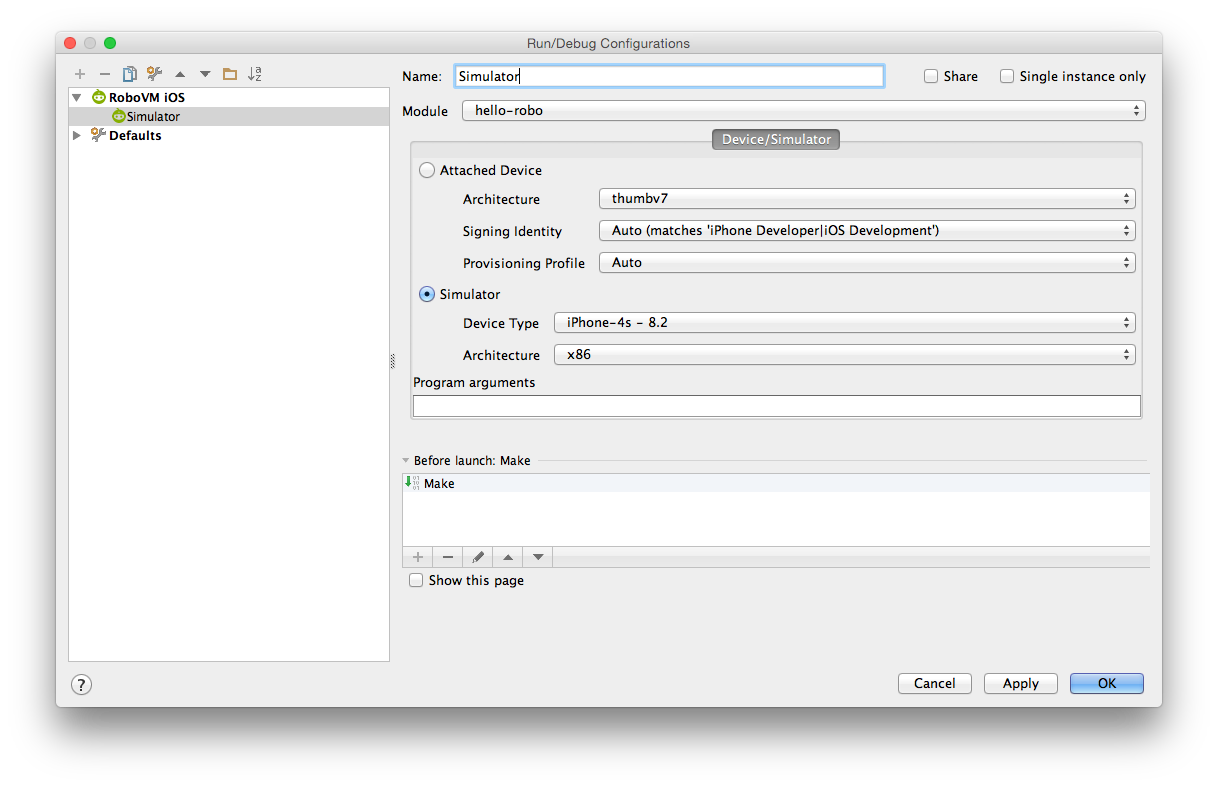 Run/Debug Configurations
Name: Simulator Share Single instance only
RoboVM iOS
Simulator
Defaults
Module hello-robo
Device/Simulator
Attached Device
Architecture thumbv7
Signing Identity Auto (matches 'iPhone Developer|iOS Development')
Provisioning Profile Auto
Simulator
Device Type iPhone-4s - 8.2
Architecture x86
Program arguments
Before launch: Make
Make
Show this page
? Cancel Apply OK